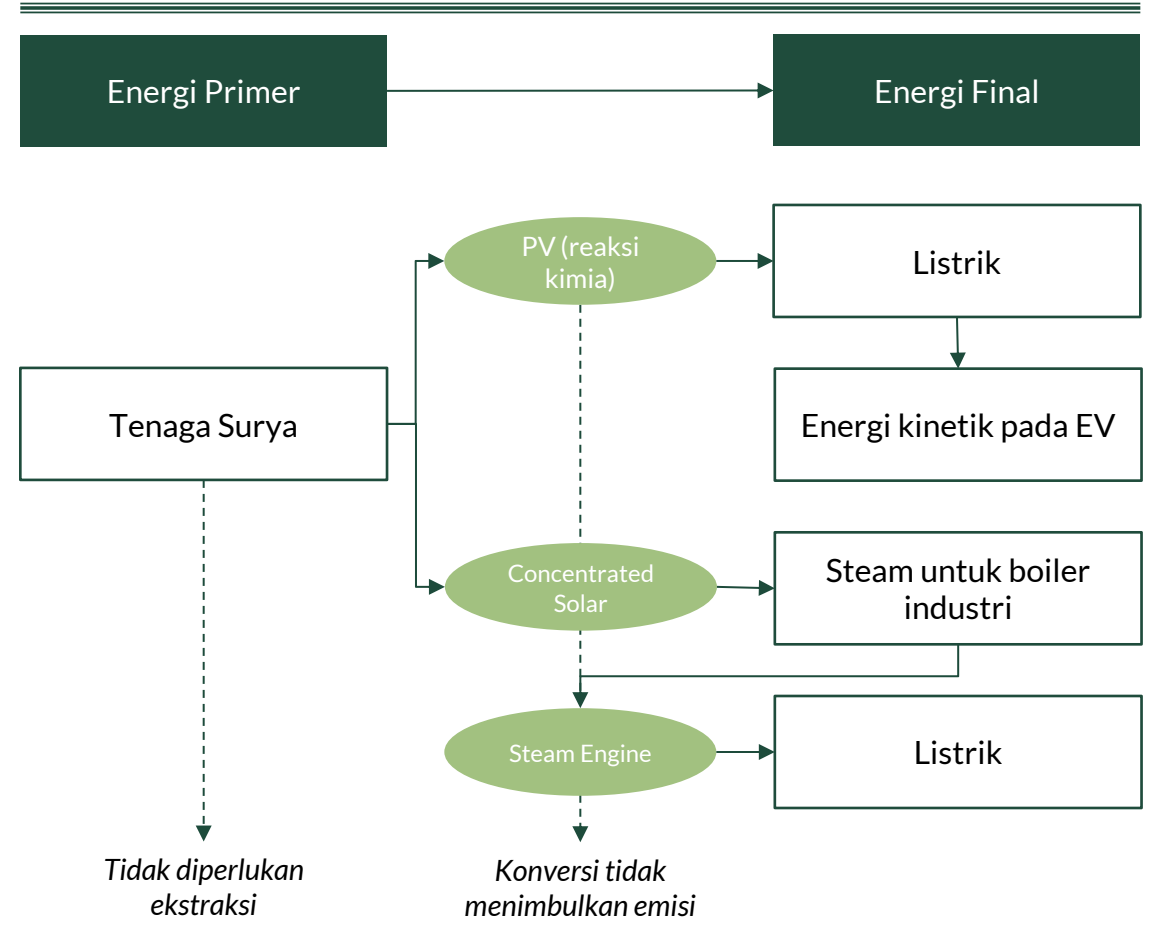 Energi Primer
Energi Final
PV (reaksi
kimia)
Listrik
Tenaga Surya
Energi kinetik pada EV
Concentrated
Solar
Steam untuk boiler
industri
Steam Engine
Listrik
Tidak diperlukan
ekstraksi
Konversi tidak
menimbulkan emisi